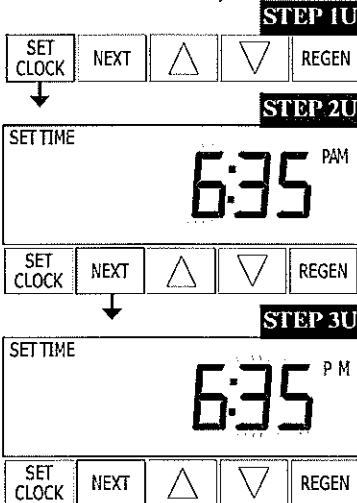 STEP 1U
SET CLOCK NEXT REGEN
STEP 2U
SET TIME
6:35 PAM
SET CLOCK NEXT REGEN
STEP 3U
SET TIME
6:35 P M
SET CLOCK NEXT REGEN